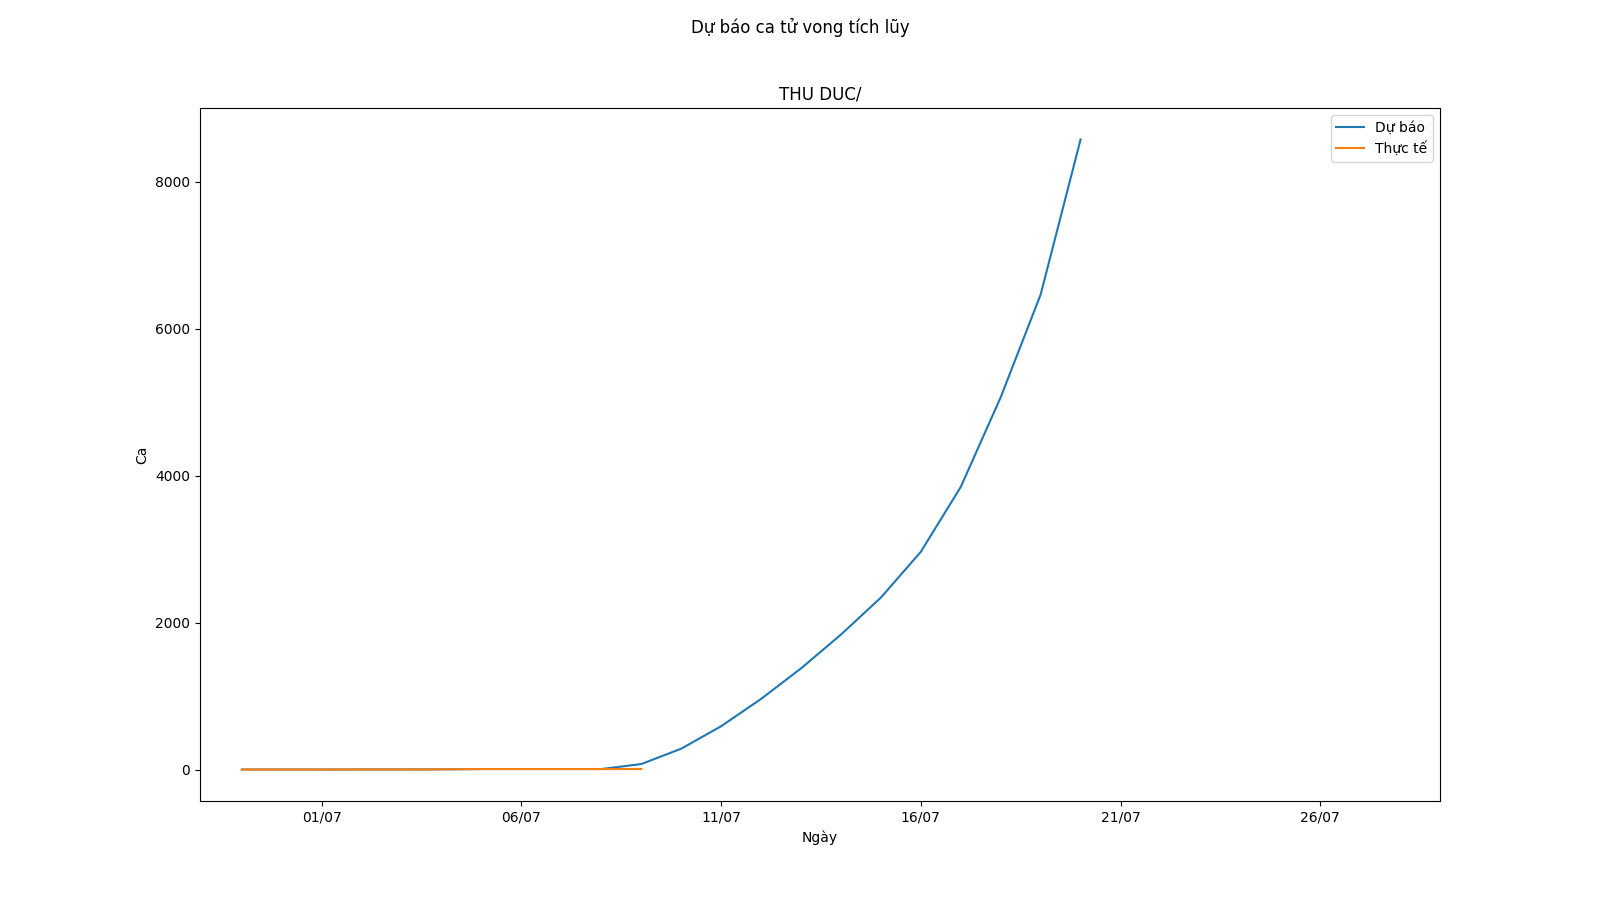 Dự báo ca tử vong tích lũy
THU DUC/
Dự báo
Thực tế
8000
6000
4000
2000
0
Ca
01/07
06/07
11/07
16/07
21/07
26/07
Ngày